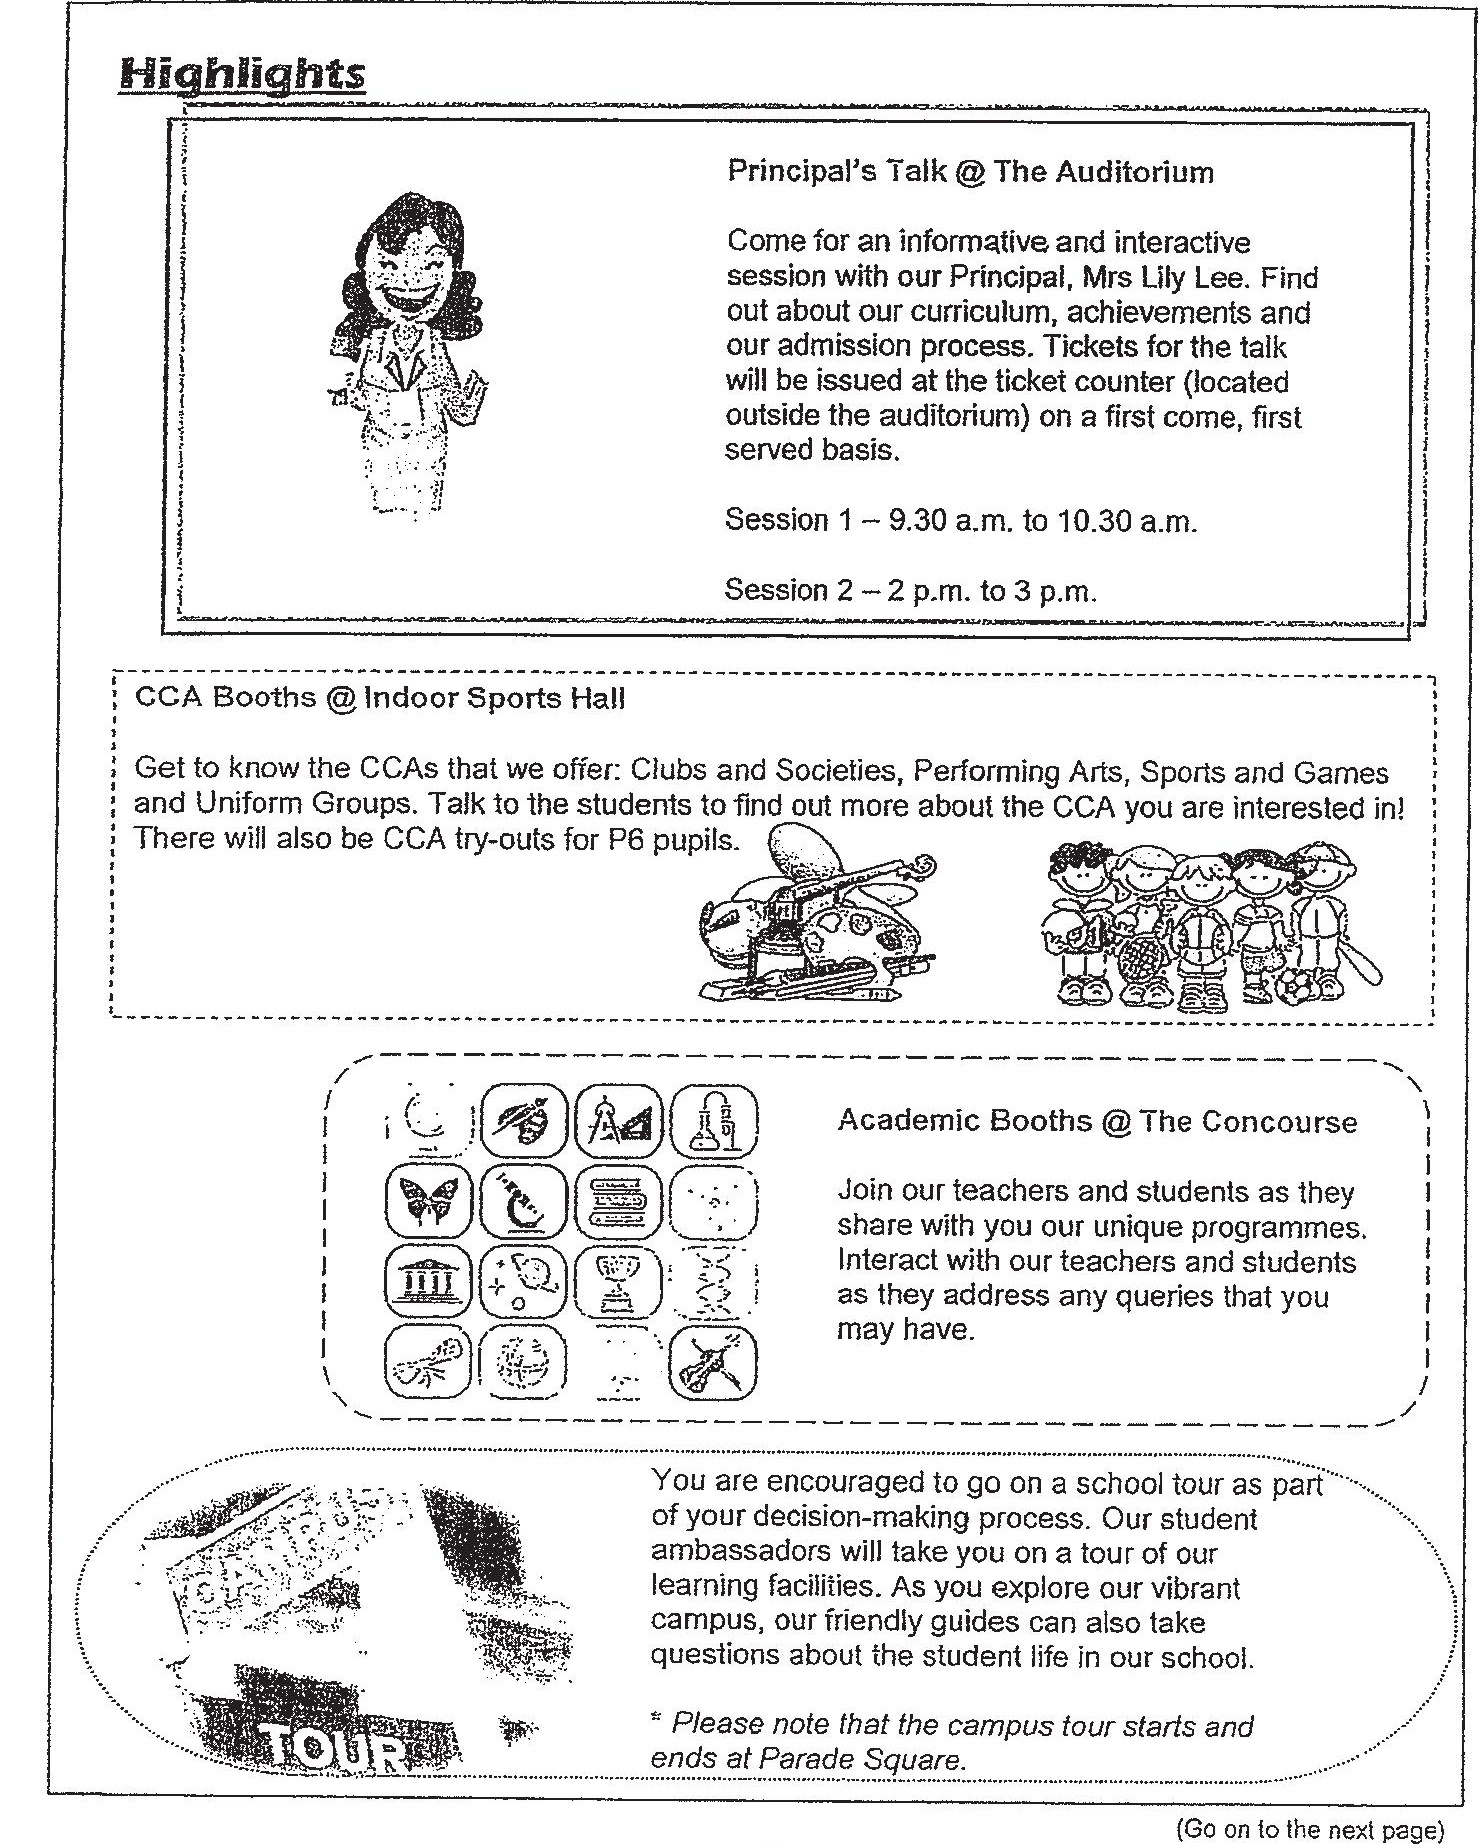 Highlights
Principal's Talk @ The Auditorium
Come for an informative and interactive
session with our Principal, Mrs Lily Lee. Find
out about our curriculum, achievements and
our admission process. Tickets for the talk
will be issued at the ticket counter (located
outside the auditorium) on a first come, first
served basis.
Session 1 – 9.30 a.m. to 10.30 a.m.
Session 2 – 2 p.m. to 3 p.m.
CCA Booths @ Indoor Sports Hall
Get to know the CCAs that we offer: Clubs and Societies, Performing Arts, Sports and Games
and Uniform Groups. Talk to the students to find out more about the CCA you are interested in!
There will also be CCA try-outs for P6 pupils.
Academic Booths @ The Concourse
Join our teachers and students as they
share with you our unique programmes.
Interact with our teachers and students
as they address any queries that you
may have.
You are encouraged to go on a school tour as part
of your decision-making process. Our student
ambassadors will take you on a tour of our
learning facilities. As you explore our vibrant
campus, our friendly guides can also take
questions about the student life in our school.
* Please note that the campus tour starts and
ends at Parade Square.
CAMPUS
TOUR
(Go on to the next page)